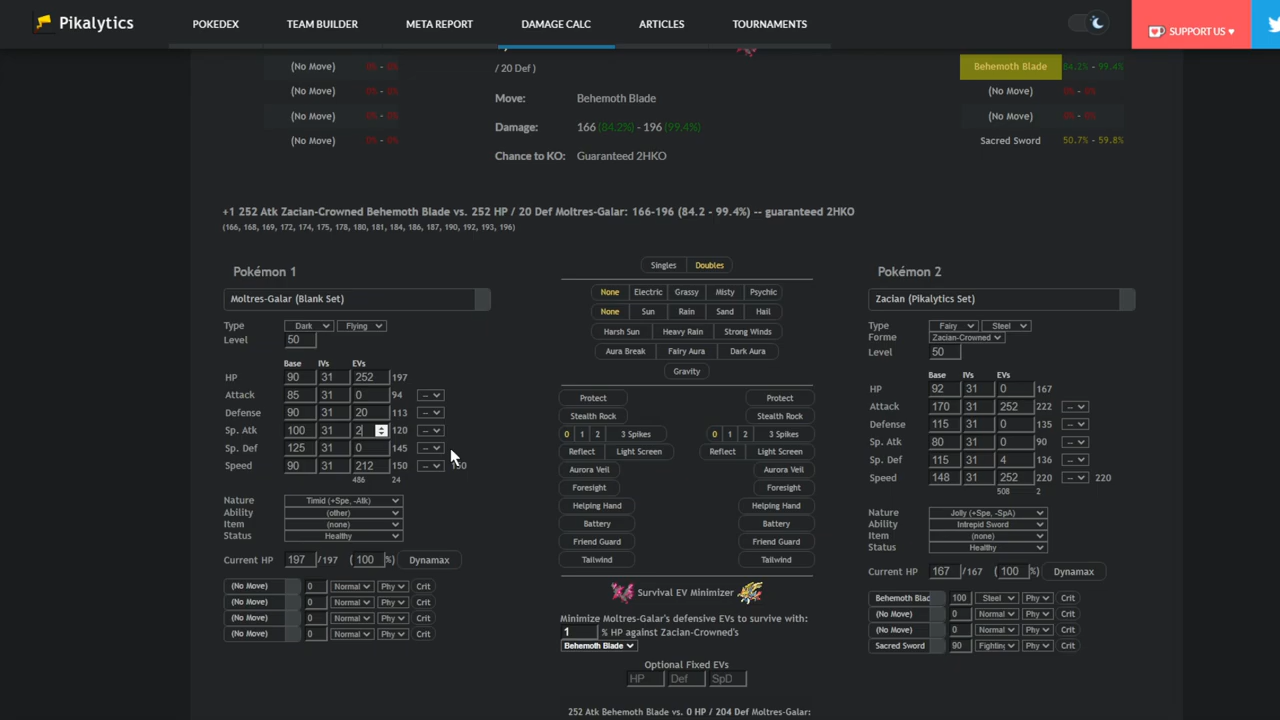 Pikalytics POKEDEX TEAM BUILDER META REPORT DAMAGE CALC ARTICLES TOURNAMENTS SUPPORT US ♥
(No Move) 0% - 0% / 20 Def ) Behemoth Blade 84.2% - 99.4%
(No Move) 0% - 0% Move: Behemoth Blade (No Move) 0% - 0%
(No Move) 0% - 0% Damage: 166 (84.2%) - 196 (99.4%) (No Move) 0% - 0%
(No Move) 0% - 0% Chance to KO: Guaranteed 2HKO Sacred Sword 50.7% - 59.8%
+1 252 Atk Zacian-Crowned Behemoth Blade vs. 252 HP / 20 Def Moltres-Galar: 166-196 (84.2 - 99.4%) -- guaranteed 2HKO
(166, 168, 169, 172, 174, 175, 178, 180, 181, 184, 186, 187, 190, 192, 193, 196)
Pokémon 1
Moltres-Galar (Blank Set)
Type Dark Flying
Level 50
Base IVs EVs
HP 90 31 252 197
Attack 85 31 0 94 --
Defense 90 31 20 113 --
Sp. Atk 100 31 2 120 --
Sp. Def 125 31 0 145 --
Speed 90 31 212 150 -- 150
486 24
Nature Timid (+Spe, -Atk)
Ability (other)
Item (none)
Status Healthy
Current HP 197 /197 ( 100 %) Dynamax
(No Move) 0 Normal Phy Crit
(No Move) 0 Normal Phy Crit
(No Move) 0 Normal Phy Crit
(No Move) 0 Normal Phy Crit
Singles Doubles
None Electric Grassy Misty Psychic
None Sun Rain Sand Hail
Harsh Sun Heavy Rain Strong Winds
Aura Break Fairy Aura Dark Aura
Gravity
Protect Protect
Stealth Rock Stealth Rock
0 1 2 3 Spikes 0 1 2 3 Spikes
Reflect Light Screen Reflect Light Screen
Aurora Veil Aurora Veil
Foresight Foresight
Helping Hand Helping Hand
Battery Battery
Friend Guard Friend Guard
Tailwind Tailwind
Survival EV Minimizer
Minimize Moltres-Galar's defensive EVs to survive with:
1 % HP against Zacian-Crowned's
Behemoth Blade
Optional Fixed EVs
HP Def SpD
252 Atk Behemoth Blade vs. 0 HP / 204 Def Moltres-Galar:
Pokémon 2
Zacian (Pikalytics Set)
Type Fairy Steel
Forme Zacian-Crowned
Level 50
Base IVs EVs
HP 92 31 0 167
Attack 170 31 252 222 --
Defense 115 31 0 135 --
Sp. Atk 80 31 0 90 --
Sp. Def 115 31 4 136 --
Speed 148 31 252 220 -- 220
508 2
Nature Jolly (+Spe, -SpA)
Ability Intrepid Sword
Item (none)
Status Healthy
Current HP 167 /167 ( 100 %) Dynamax
Behemoth Blad 100 Steel Phy Crit
(No Move) 0 Normal Phy Crit
(No Move) 0 Normal Phy Crit
Sacred Sword 90 Fighting Phy Crit